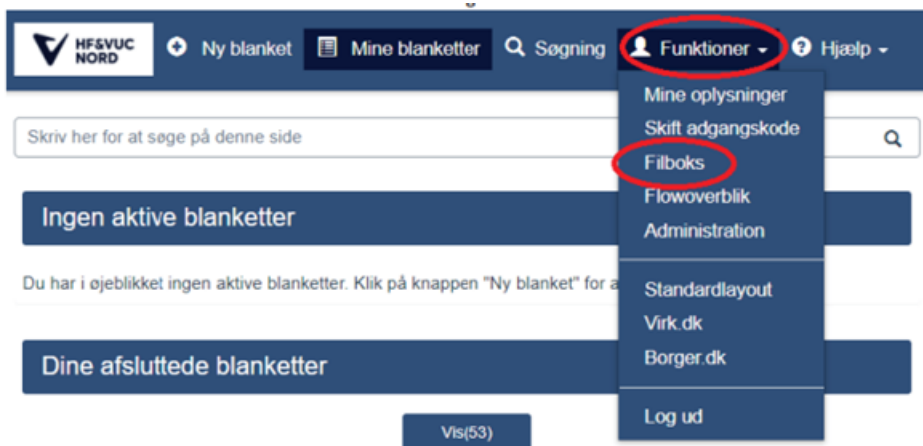 HF&VUC
NORD
Ny blanket
Mine blanketter
Søgning
Funktioner
Hjælp
Mine oplysninger
Skift adgangskode
Filboks
Flowoverblik
Administration
Standardlayout
Virk.dk
Borger.dk
Log ud
Skriv her for at søge på denne side
Ingen aktive blanketter
Du har i øjeblikket ingen aktive blanketter. Klik på knappen "Ny blanket" for a
Dine afsluttede blanketter
Vis(53)